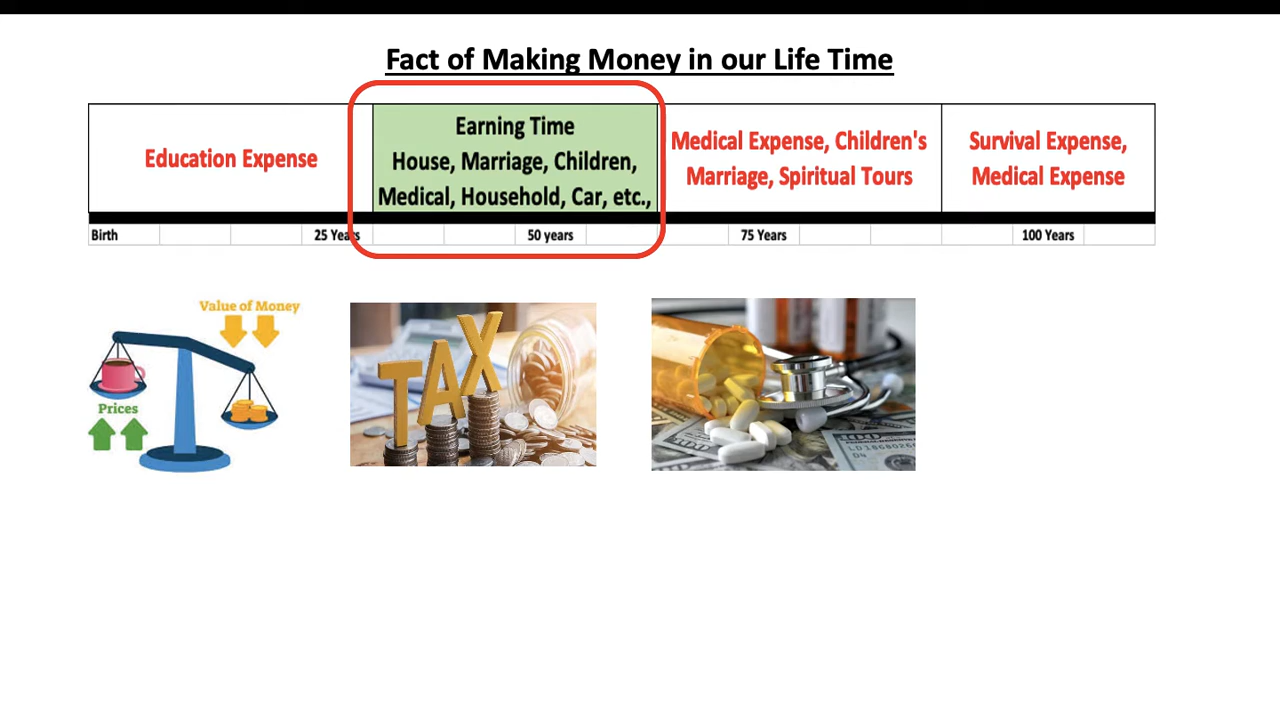 Fact of Making Money in our Life Time
Education Expense
Earning Time
House, Marriage, Children,
Medical, Household, Car, etc.,
Medical Expense, Children's
Marriage, Spiritual Tours
Survival Expense,
Medical Expense
Birth
25 Years
50 years
75 Years
100 Years
Value of Money
Prices
TAX
100